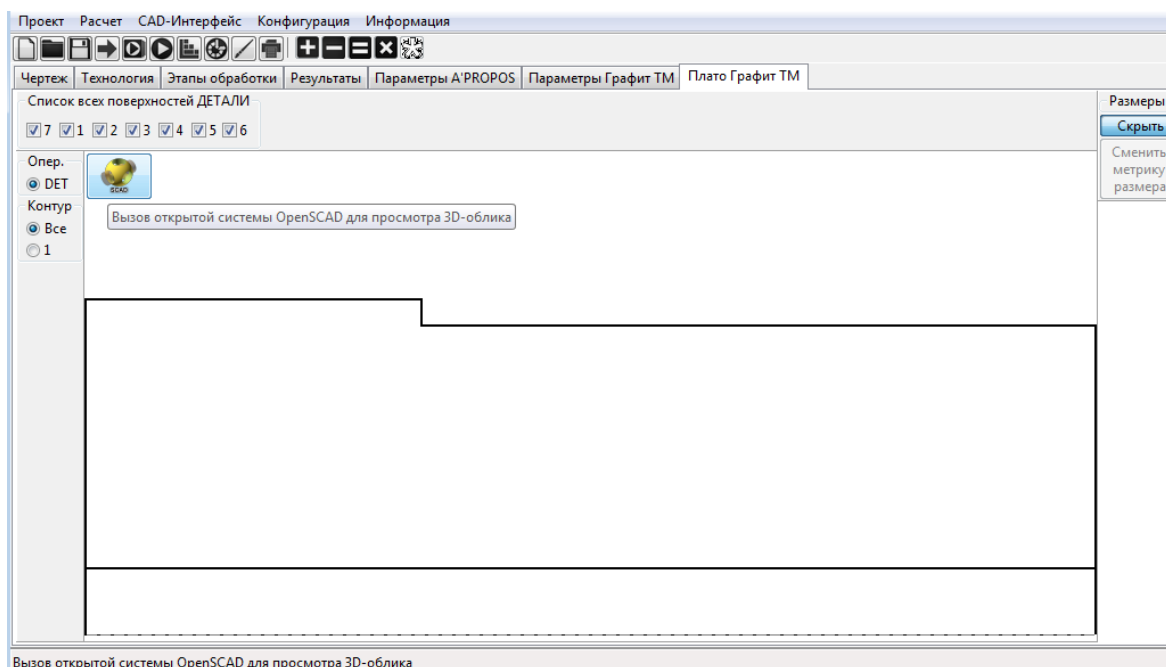 Проект Расчет CAD-Интерфейс Конфигурация Информация
Чертеж Технология Этапы обработки Результаты Параметры A'PROPOS Параметры Графит ТМ Плато Графит ТМ
Список всех поверхностей ДЕТАЛИ
7 1 2 3 4 5 6
Размеры
Скрыть
Сменить
метрику
размера
Опер.
DET
Контур
Все
1
SCAD
Вызов открытой системы OpenSCAD для просмотра 3D-облика
Вызов открытой системы OpenSCAD для просмотра 3D-облика